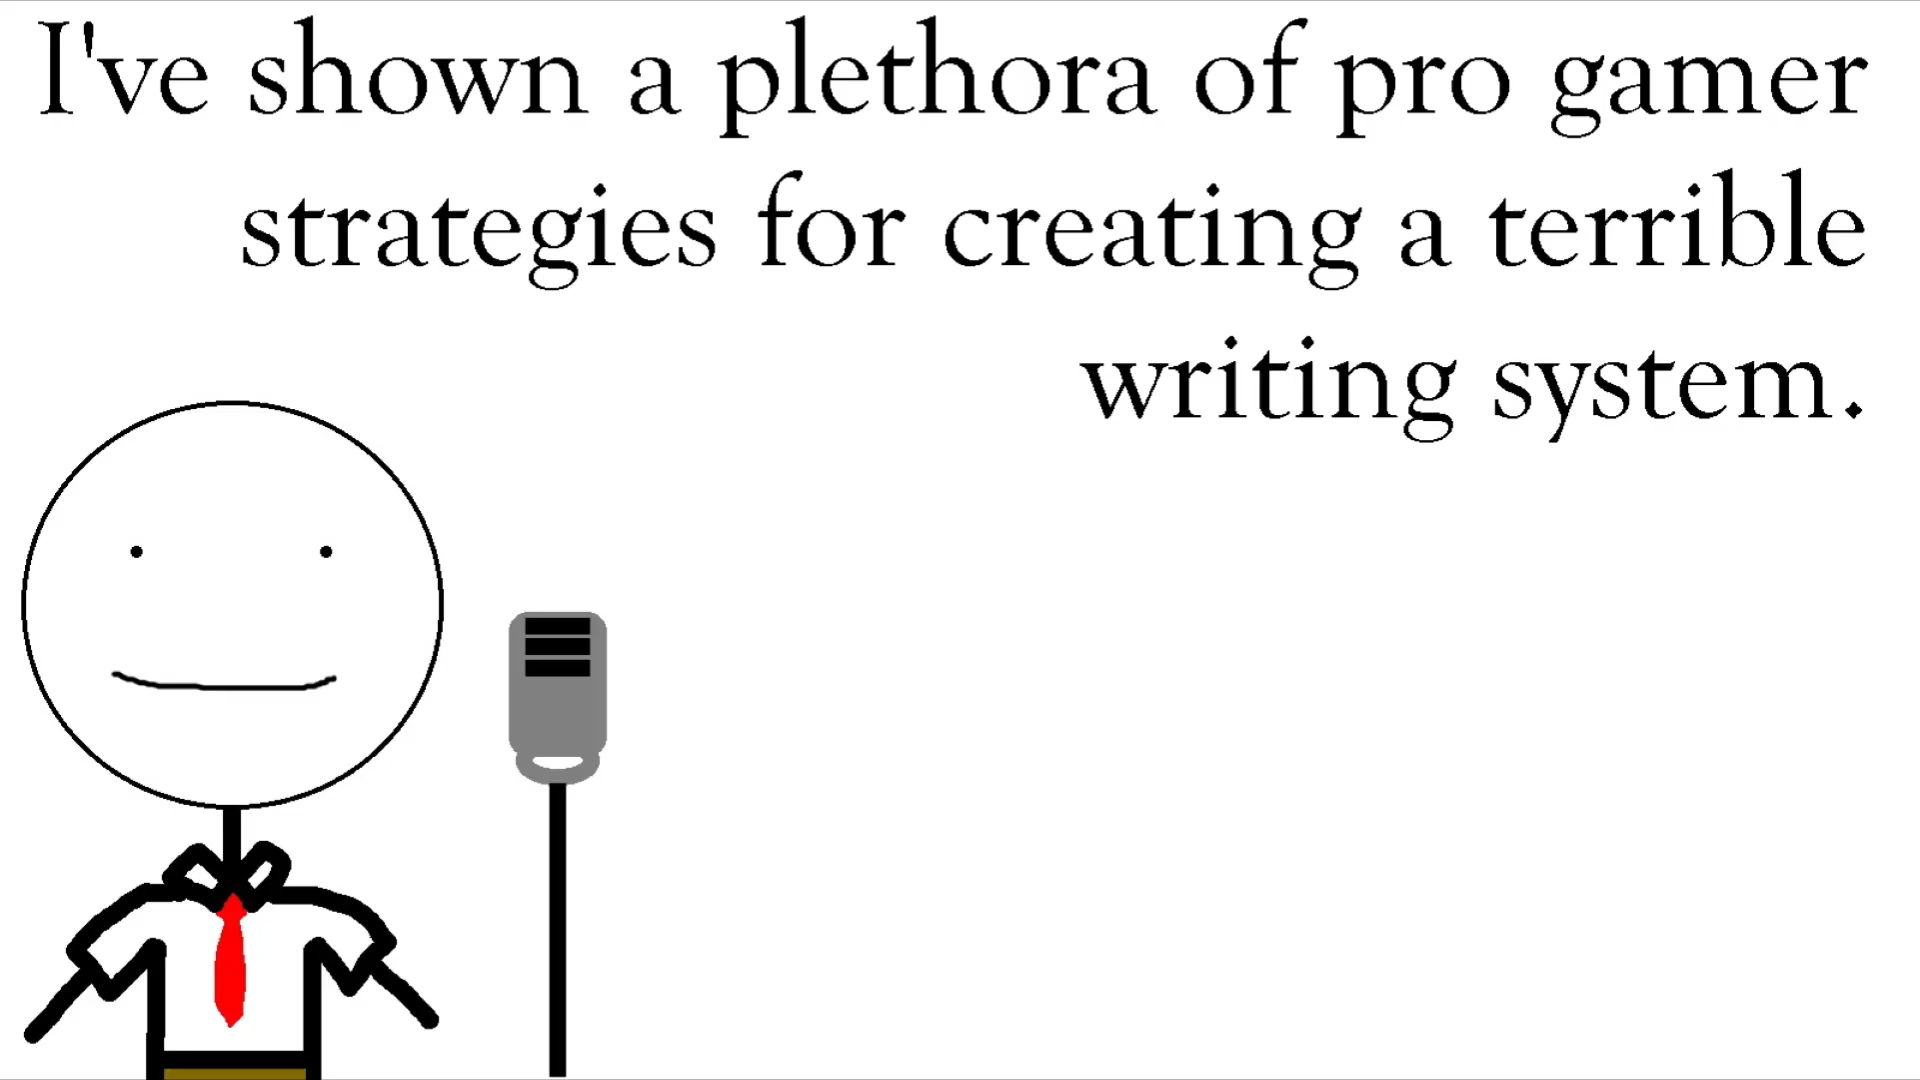 I've shown a plethora of pro gamer
strategies for creating a terrible
writing system.